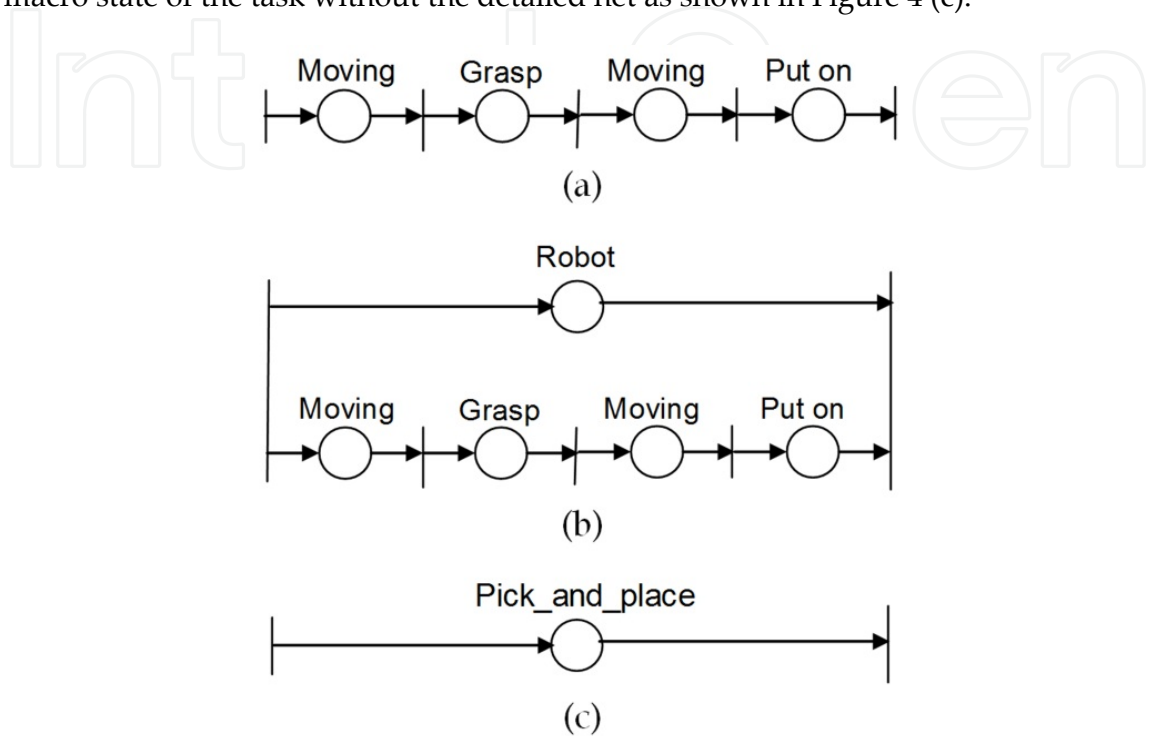 macro state of the task without the detailed net as shown in Figure 4 (c).
Moving Grasp Moving Put on
(a)
Robot
Moving Grasp Moving Put on
(b)
Pick_and_place
(c)